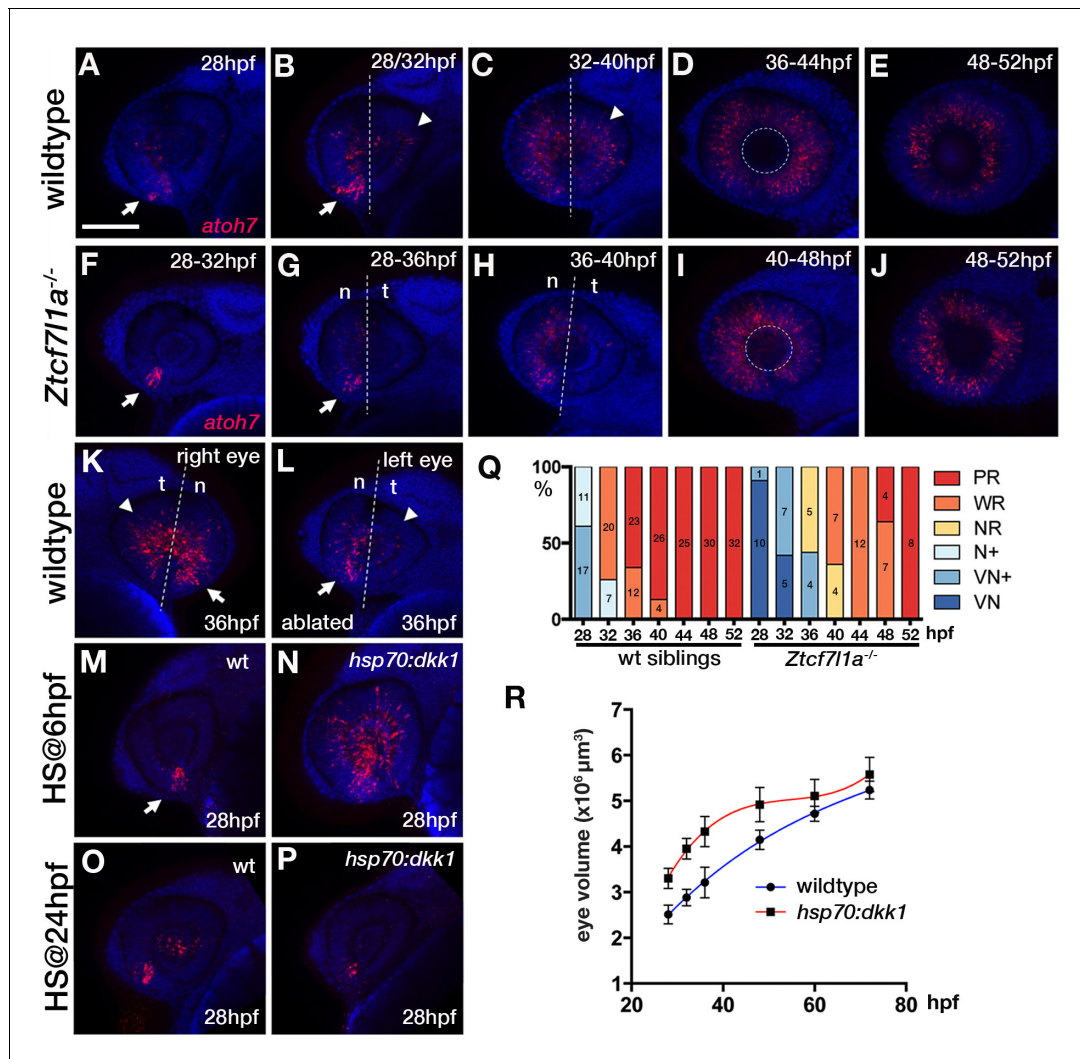 wildtype
A 28hpf
atoh7
B 28/32hpf
C 32-40hpf
D 36-44hpf
E 48-52hpf
Ztcf7l1a-/-
F 28-32hpf
atoh7
G 28-36hpf
n t
H 36-40hpf
n t
I 40-48hpf
J 48-52hpf
wildtype
K right eye
t n
36hpf
L left eye
n t
ablated 36hpf
HS@6hpf
M wt
28hpf
N hsp70:dkk1
28hpf
HS@24hpf
O wt
28hpf
P hsp70:dkk1
28hpf
Q
100
%
50
0
11 20 23 26 25 30 32 1 7 5 7 12 4 8
17 7 12 4 10 5 4 4 7
28 32 36 40 44 48 52 28 32 36 40 44 48 52 hpf
wt siblings Ztcf7l1a-/-
PR
WR
NR
N+
VN+
VN
R
eye volume (x10⁶ µm³)
7
6
5
4
3
2
1
wildtype
hsp70:dkk1
20 40 60 80 hpf